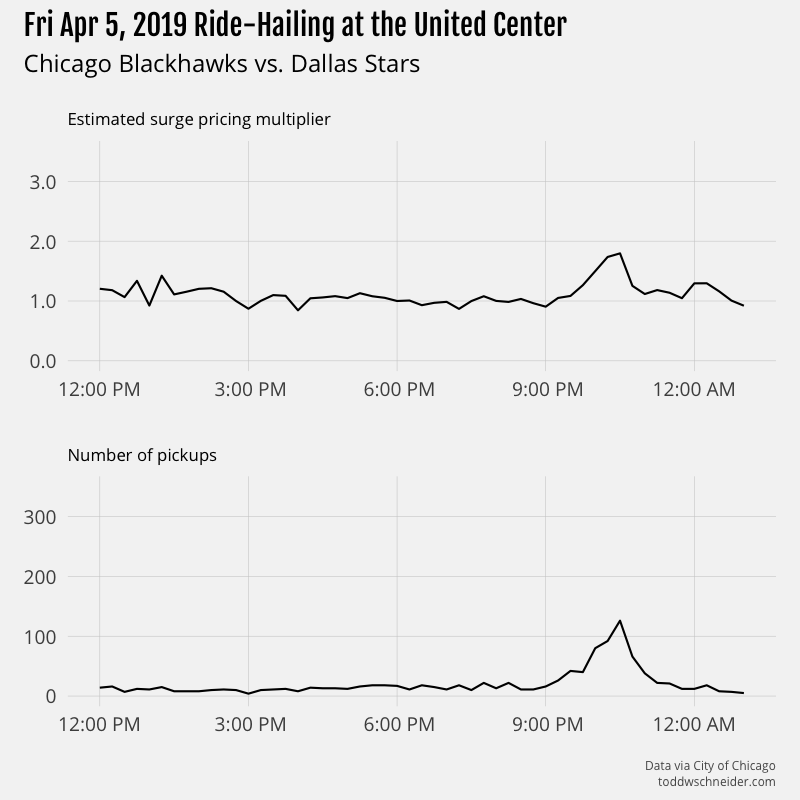 Fri Apr 5, 2019 Ride-Hailing at the United Center
Chicago Blackhawks vs. Dallas Stars
Estimated surge pricing multiplier
3.0
2.0
1.0
0.0
12:00 PM 3:00 PM 6:00 PM 9:00 PM 12:00 AM
Number of pickups
300
200
100
0
12:00 PM 3:00 PM 6:00 PM 9:00 PM 12:00 AM
Data via City of Chicago
toddwschneider.com